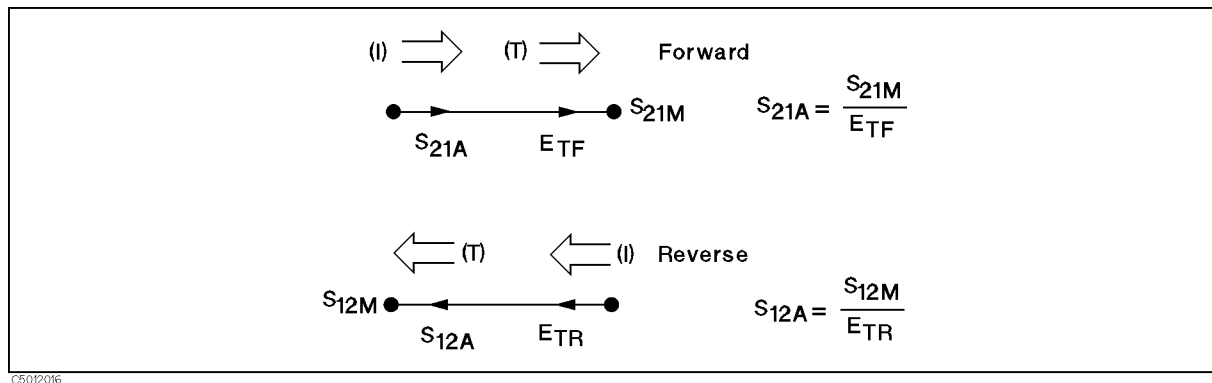 (I) (T) Forward
S21M S21A = S21M / ETF
S21A ETF
(T) (I) Reverse
S12M S12A = S12M / ETR
S12A ETR
C5012016